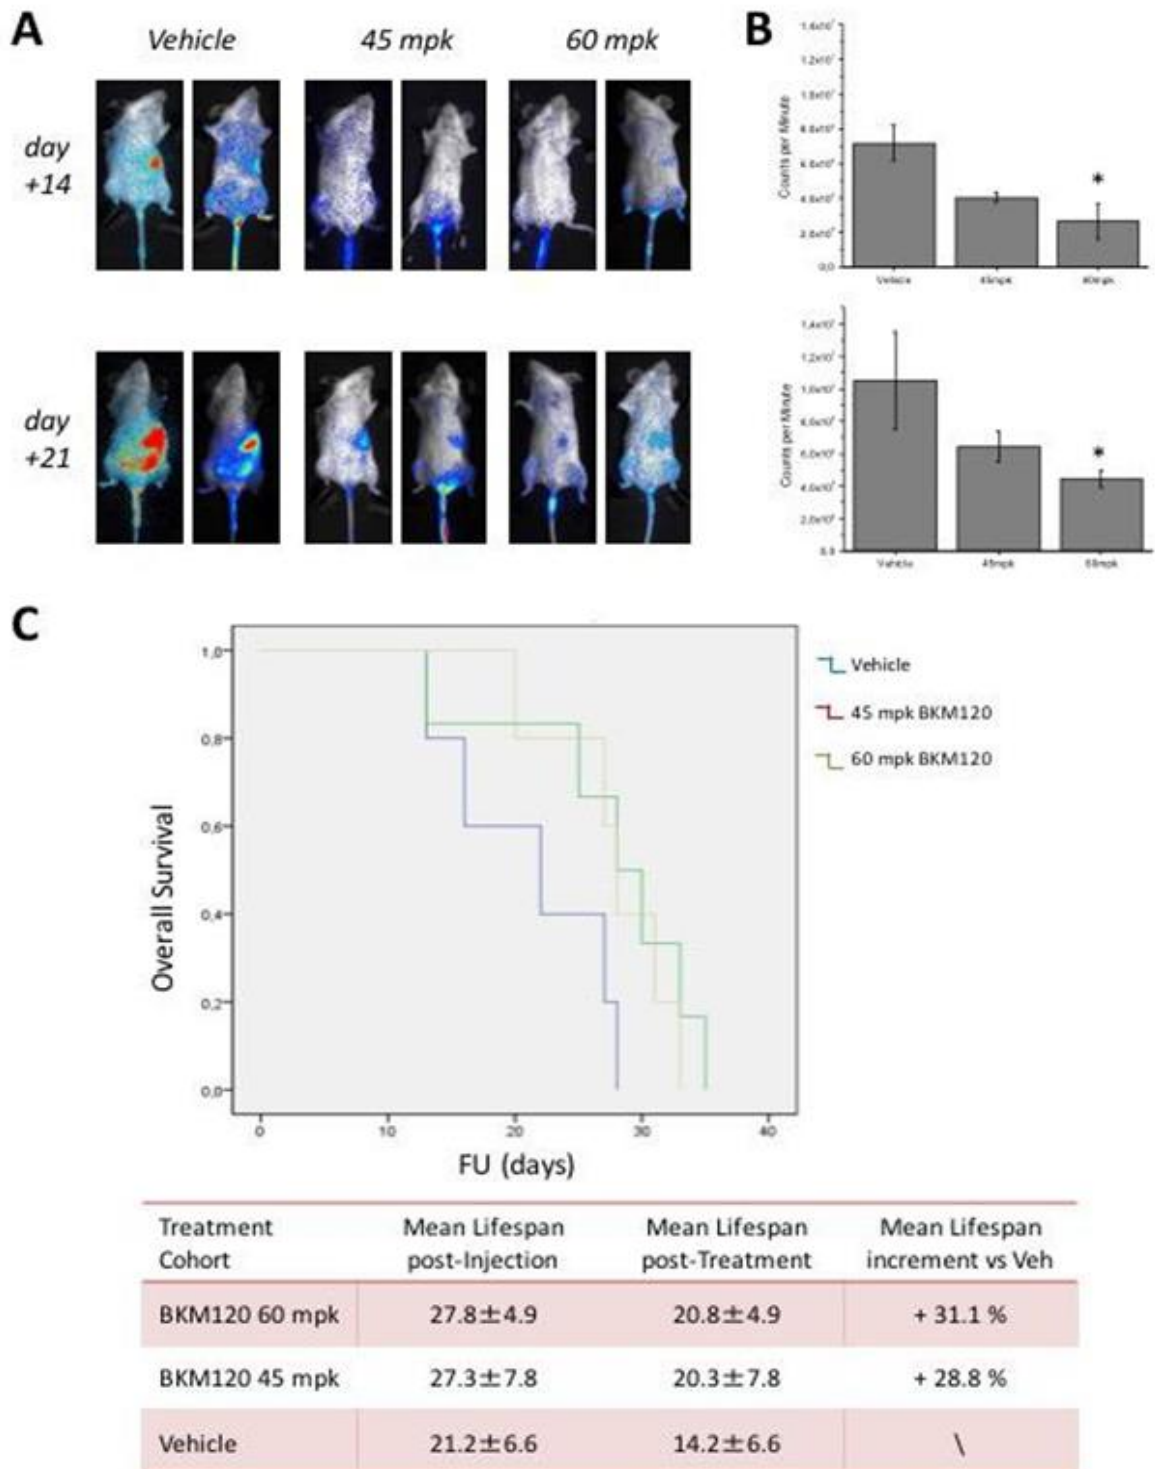 A
Vehicle
45 mpk
60 mpk
day
+14
day
+21
B
Counts per Minute
0,0
Vehicle
45mpk
60mpk
Counts per Minute
Vehicle
45mpk
60mpk
C
1,0
0,8
0,6
0,4
0,2
0,0
Overall Survival
0
10
20
30
40
FU (days)
Vehicle
45 mpk BKM120
60 mpk BKM120
Treatment Cohort
Mean Lifespan post-Injection
Mean Lifespan post-Treatment
Mean Lifespan increment vs Veh
BKM120 60 mpk 27.8±4.9 20.8±4.9 + 31.1 %
BKM120 45 mpk 27.3±7.8 20.3±7.8 + 28.8 %
Vehicle 21.2±6.6 14.2±6.6 \